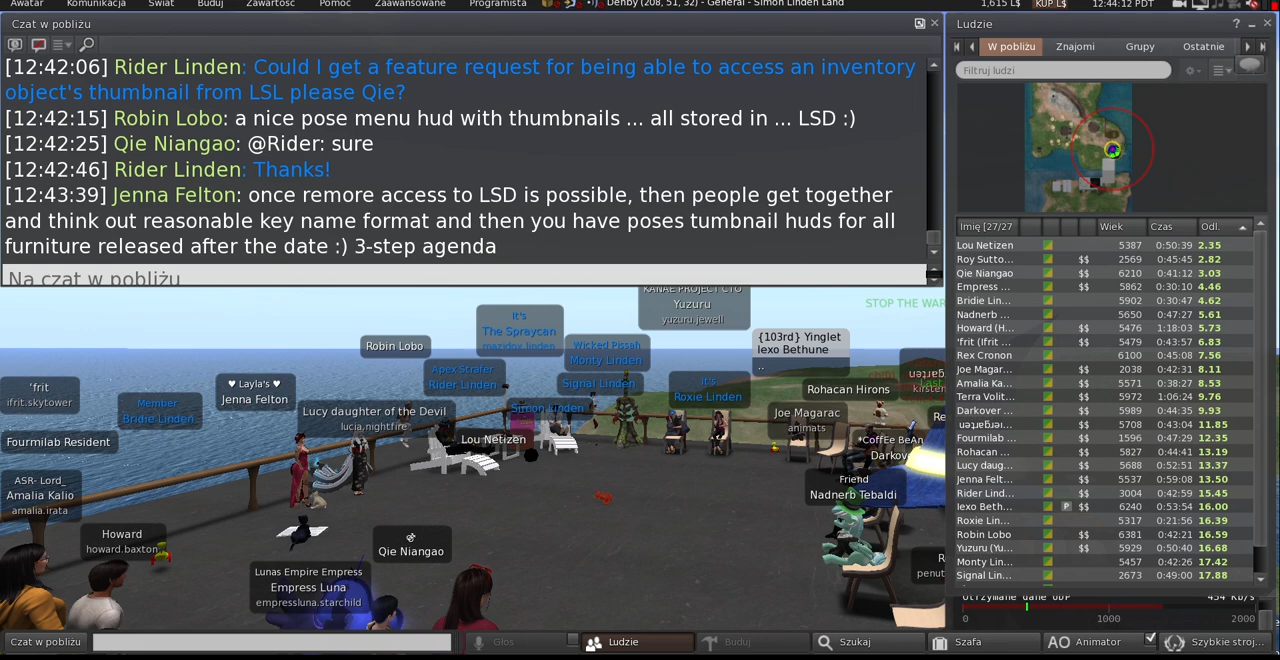 Awatar Komunikacja Świat Buduj Zawartość Pomoc Zaawansowane Programista Denby (208, 51, 32) - General - Simon Linden Land 1,615 L$ KUP L$ 12:44:12 PDT
Czat w pobliżu
[12:42:06] Rider Linden: Could I get a feature request for being able to access an inventory
object's thumbnail from LSL please Qie?
[12:42:15] Robin Lobo: a nice pose menu hud with thumbnails ... all stored in ... LSD :)
[12:42:25] Qie Niangao: @Rider: sure
[12:42:46] Rider Linden: Thanks!
[12:43:39] Jenna Felton: once remore access to LSD is possible, then people get together
and think out reasonable key name format and then you have poses tumbnail huds for all
furniture released after the date :) 3-step agenda
Na czat w pobliżu
KANAE PROJECT CTO
Yuzuru
yuzuru jewell
STOP THE WAR
It's
The Spraycan
mazidox.linden
Robin Lobo
Wicked Pissah
Monty Linden
{103rd} Yinglet
Iexo Bethune
..
Apex Strafer
Rider Linden
Signal Linden
It's
Roxie Linden
'frit
ifrit.skytower
♥ Layla's ♥
Jenna Felton
Member
Bridie Linden
Simon Linden
Rohacan Hirons
kirsten
Lucy daughter of the Devil
lucia.nightfire
Joe Magarac
animats
Re
Fourmilab Resident
Lou Netizen
*CoffEe BeAn
Darkov
ASR- Lord_
Amalia Kalio
amalia.irata
Friend
Nadnerb Tebaldi
Howard
howard.baxton
Qie Niangao
R
penut
Lunas Empire Empress
Empress Luna
empressluna.starchild
Ludzie
? _ ×
W pobliżu Znajomi Grupy Ostatnie
Filtruj ludzi
Imię [27/27 Wiek Czas Odl.
Lou Netizen 5387 0:50:39 2.35
Roy Sutto... $$ 2569 0:45:45 2.82
Qie Niangao $$ 6210 0:41:12 3.03
Empress ... $$ 5862 0:30:10 4.46
Bridie Lin... 5902 0:30:47 4.62
Nadnerb ... 5650 0:47:27 5.61
Howard (H... $$ 5476 1:18:03 5.73
'frit (Ifrit ... $$ 5479 0:43:57 6.83
Rex Cronon 6100 0:45:08 7.56
Joe Magar... $$ 2038 0:42:31 8.11
Amalia Ka... $$ 5571 0:38:27 8.53
Terra Volit... $$ 5972 1:06:24 9.76
Darkover ... $$ 5989 0:44:35 9.93
5708 0:43:04 11.85
Fourmilab ... $$ 1596 0:47:29 12.35
Rohacan ... $$ 5827 0:44:41 13.19
Lucy daug... $$ 5688 0:52:51 13.37
Jenna Felt... $$ 5537 0:59:08 13.50
Rider Lind... $$ 3004 0:42:59 15.45
Iexo Beth... P $$ 6240 0:53:54 16.00
Roxie Lin... 5317 0:21:56 16.39
Robin Lobo $$ 6381 0:42:21 16.59
Yuzuru (Yu... $$ 5929 0:50:40 16.68
Monty Lin... 5457 0:42:26 17.42
Signal Lin... 2673 0:49:00 17.88
Otrzymane dane UDP 454 Kb/s
0 1000 2000
Czat w pobliżu Głos Ludzie Buduj Szukaj Szafa AO Animator Szybkie stroj...